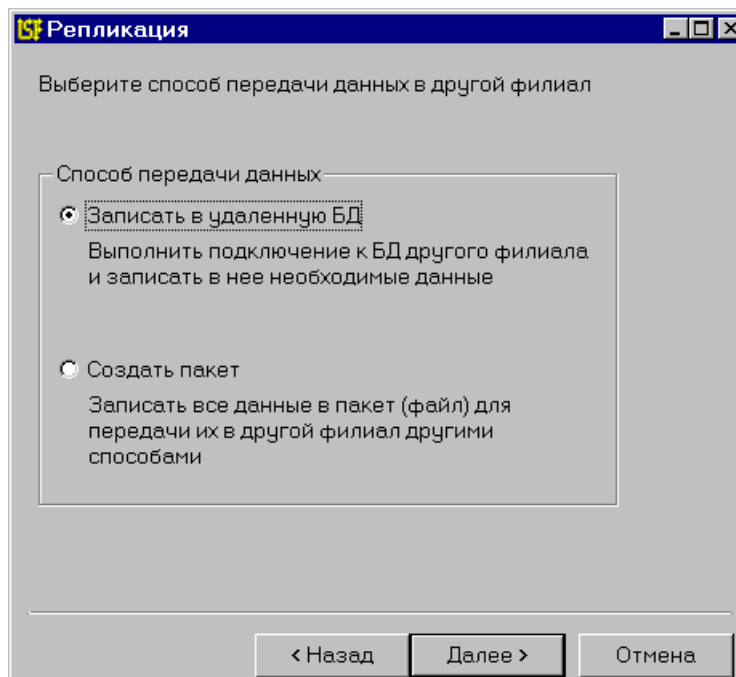 Репликация
Выберите способ передачи данных в другой филиал
Способ передачи данных
Записать в удаленную БД
Выполнить подключение к БД другого филиала
и записать в нее необходимые данные
Создать пакет
Записать все данные в пакет (файл) для
передачи их в другой филиал другими
способами
< Назад
Далее >
Отмена